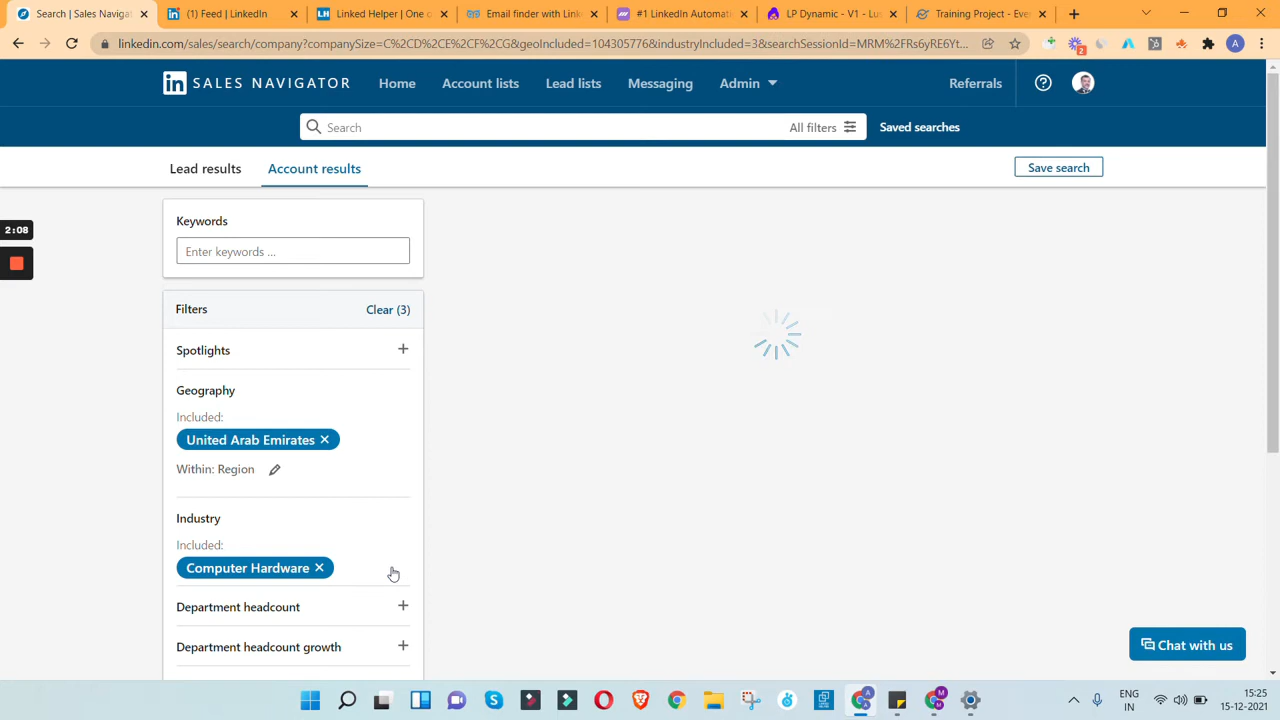 Search | Sales Navigat
(1) Feed | LinkedIn
Linked Helper | One o
Email finder with Link
#1 LinkedIn Automati
LP Dynamic - V1 - Lus
Training Project - Eve
linkedin.com/sales/search/company?companySize=C%2CD%2CE%2CF%2CG&geoIncluded=104305776&industryIncluded=3&searchSessionId=MRM%2FRs6yRE6Yt...
2
A
in SALES NAVIGATOR
Home
Account lists
Lead lists
Messaging
Admin
Referrals
Search
All filters
Saved searches
Lead results
Account results
Save search
Keywords
2:08
Enter keywords ...
Filters
Clear (3)
Spotlights
Geography
Included:
United Arab Emirates
Within: Region
Industry
Included:
Computer Hardware
Department headcount
Department headcount growth
Chat with us
ENG
IN
15:25
15-12-2021